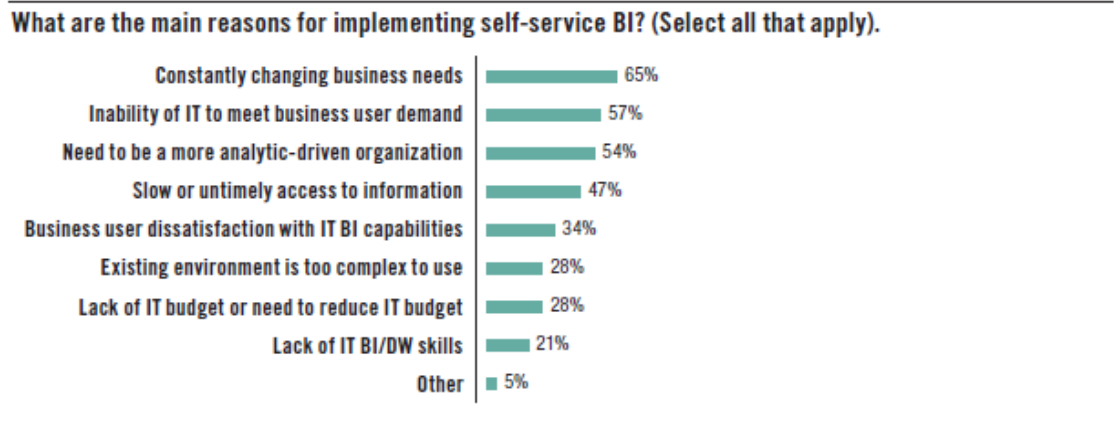 What are the main reasons for implementing self-service BI? (Select all that apply).
Constantly changing business needs 65%
Inability of IT to meet business user demand 57%
Need to be a more analytic-driven organization 54%
Slow or untimely access to information 47%
Business user dissatisfaction with IT BI capabilities 34%
Existing environment is too complex to use 28%
Lack of IT budget or need to reduce IT budget 28%
Lack of IT BI/DW skills 21%
Other 5%